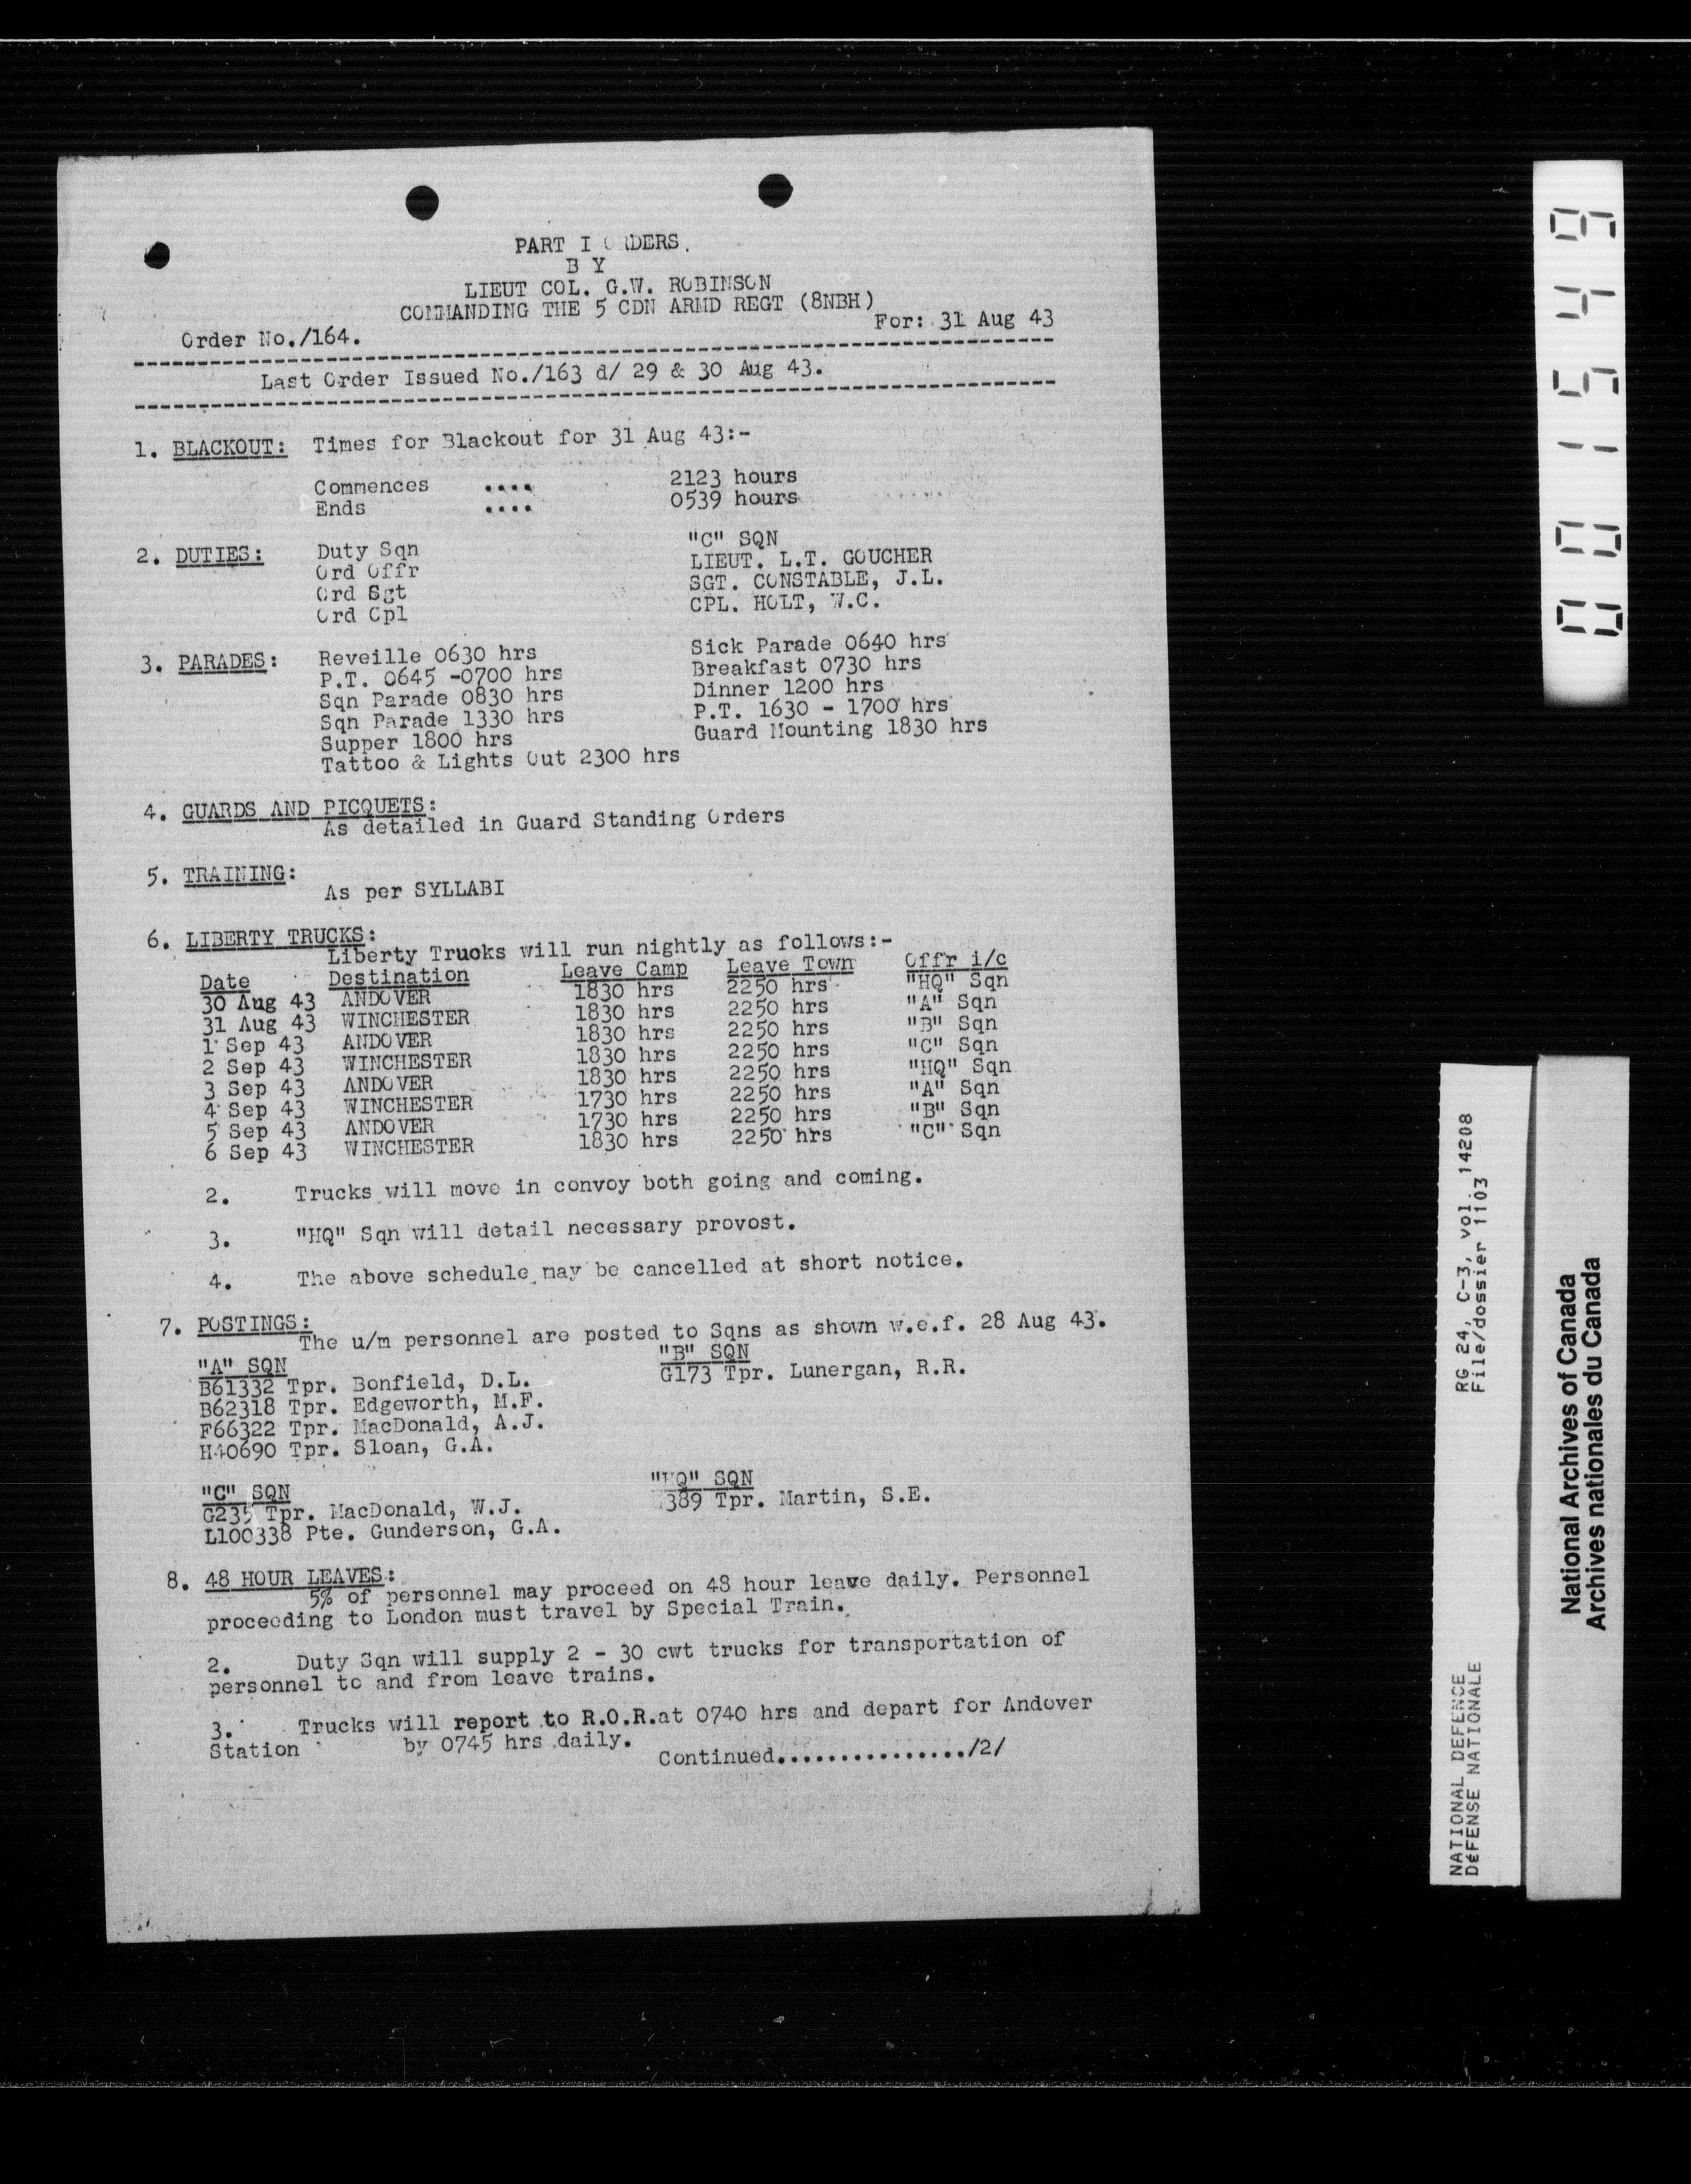 PART I ORDERS.
B Y
LIEUT COL. G.W. ROBINSON
COMMANDING THE 5 CDN ARMD REGT (8NBH)
Order No./164. For: 31 Aug 43
Last Order Issued No./163 d/ 29 & 30 Aug 43.
1. BLACKOUT: Times for Blackout for 31 Aug 43:-
Commences .... 2123 hours
Ends .... 0539 hours
2. DUTIES: Duty Sqn "C" SQN
Ord Offr LIEUT. L.T. GOUCHER
Ord Sgt SGT. CONSTABLE, J.L.
Ord Cpl CPL. HOLT, W.C.
3. PARADES: Reveille 0630 hrs Sick Parade 0640 hrs
P.T. 0645 -0700 hrs Breakfast 0730 hrs
Sqn Parade 0830 hrs Dinner 1200 hrs
Sqn Parade 1330 hrs P.T. 1630 - 1700 hrs
Supper 1800 hrs Guard Mounting 1830 hrs
Tattoo & Lights Out 2300 hrs
4. GUARDS AND PICQUETS:
As detailed in Guard Standing Orders
5. TRAINING:
As per SYLLABI
6. LIBERTY TRUCKS:
Liberty Trucks will run nightly as follows:-
Date Destination Leave Camp Leave Town Offr i/c
30 Aug 43 ANDOVER 1830 hrs 2250 hrs "HQ" Sqn
31 Aug 43 WINCHESTER 1830 hrs 2250 hrs "A" Sqn
1 Sep 43 ANDOVER 1830 hrs 2250 hrs "B" Sqn
2 Sep 43 WINCHESTER 1830 hrs 2250 hrs "C" Sqn
3 Sep 43 ANDOVER 1830 hrs 2250 hrs "HQ" Sqn
4 Sep 43 WINCHESTER 1730 hrs 2250 hrs "A" Sqn
5 Sep 43 ANDOVER 1730 hrs 2250 hrs "B" Sqn
6 Sep 43 WINCHESTER 1830 hrs 2250 hrs "C" Sqn
2. Trucks will move in convoy both going and coming.
3. "HQ" Sqn will detail necessary provost.
4. The above schedule may be cancelled at short notice.
7. POSTINGS:
The u/m personnel are posted to Sqns as shown w.e.f. 28 Aug 43.
"A" SQN "B" SQN
B61332 Tpr. Bonfield, D.L. G173 Tpr. Lunergan, R.R.
B62318 Tpr. Edgeworth, M.F.
F66322 Tpr. MacDonald, A.J.
H40690 Tpr. Sloan, G.A.
"C" SQN "HQ" SQN
G235 Tpr. MacDonald, W.J. 389 Tpr. Martin, S.E.
L100338 Pte. Gunderson, G.A.
8. 48 HOUR LEAVES:
5% of personnel may proceed on 48 hour leave daily. Personnel
proceeding to London must travel by Special Train.
2. Duty Sqn will supply 2 - 30 cwt trucks for transportation of
personnel to and from leave trains.
3. Trucks will report to R.O.R.at 0740 hrs and depart for Andover
Station by 0745 hrs daily.
Continued.............../2/
001549
NATIONAL DEFENCE RG 24, C-3, vol. 14208
DÉFENSE NATIONALE File/dossier 1103
National Archives of Canada
Archives nationales du Canada